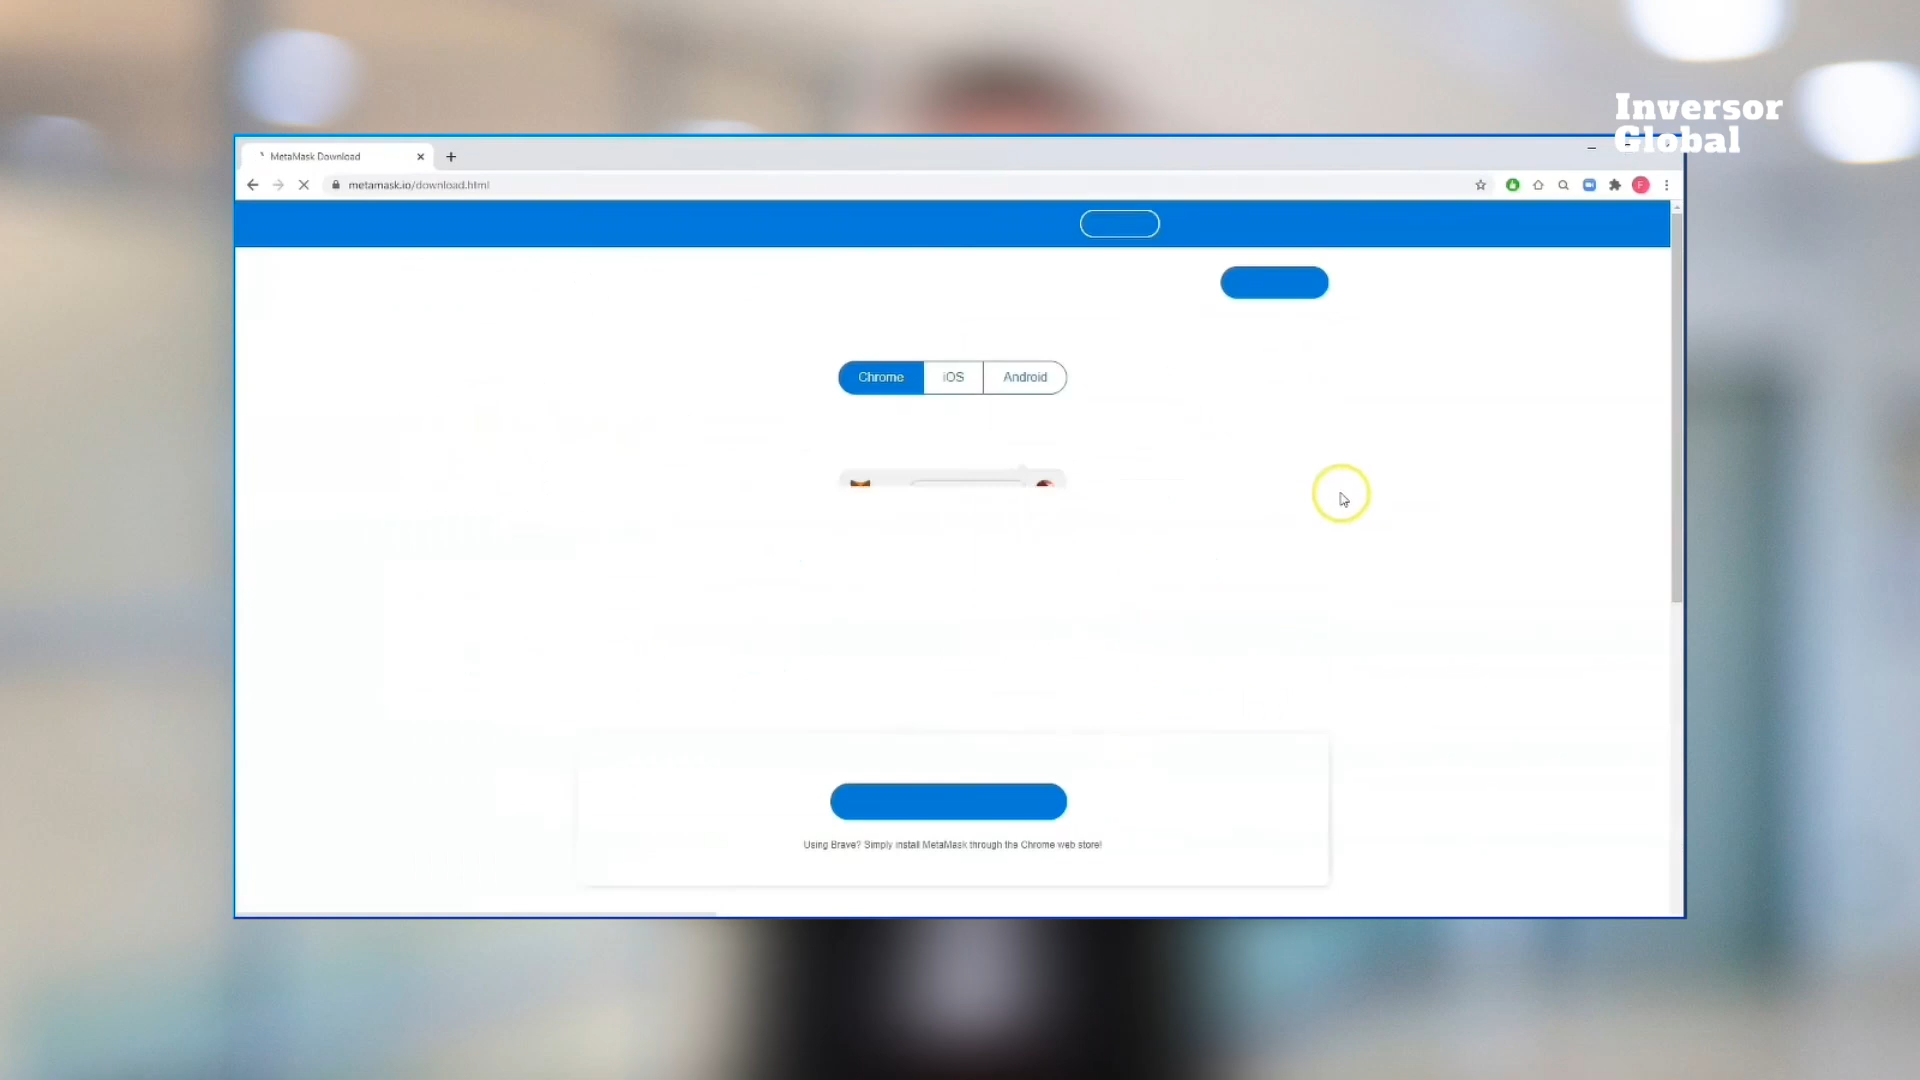 Inversor
Global
MetaMask Download
metamask.io/download.html
F
Chrome
iOS
Android
Using Brave? Simply install MetaMask through the Chrome web store!